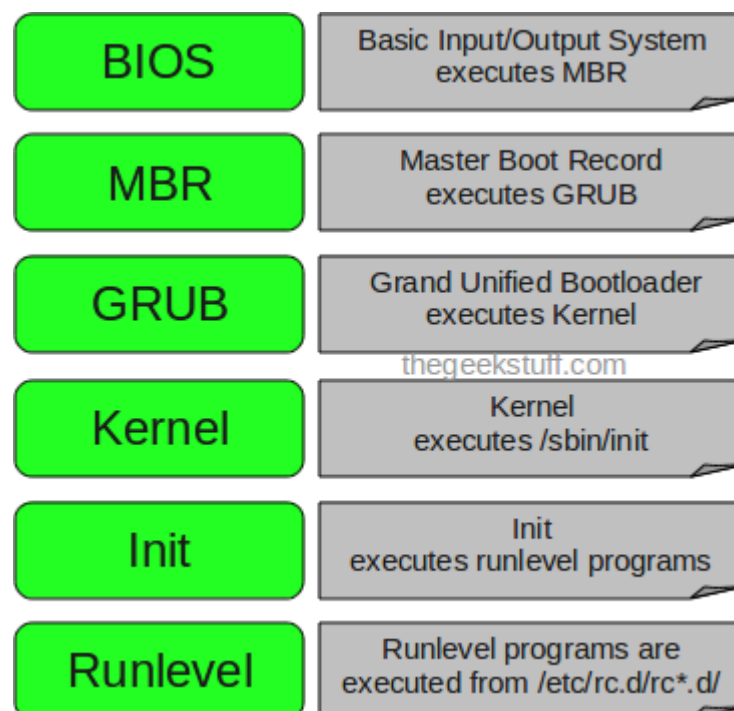 BIOS
Basic Input/Output System
executes MBR
MBR
Master Boot Record
executes GRUB
GRUB
Grand Unified Bootloader
executes Kernel
thegeekstuff.com
Kernel
Kernel
executes /sbin/init
Init
Init
executes runlevel programs
Runlevel
Runlevel programs are
executed from /etc/rc.d/rc*.d/